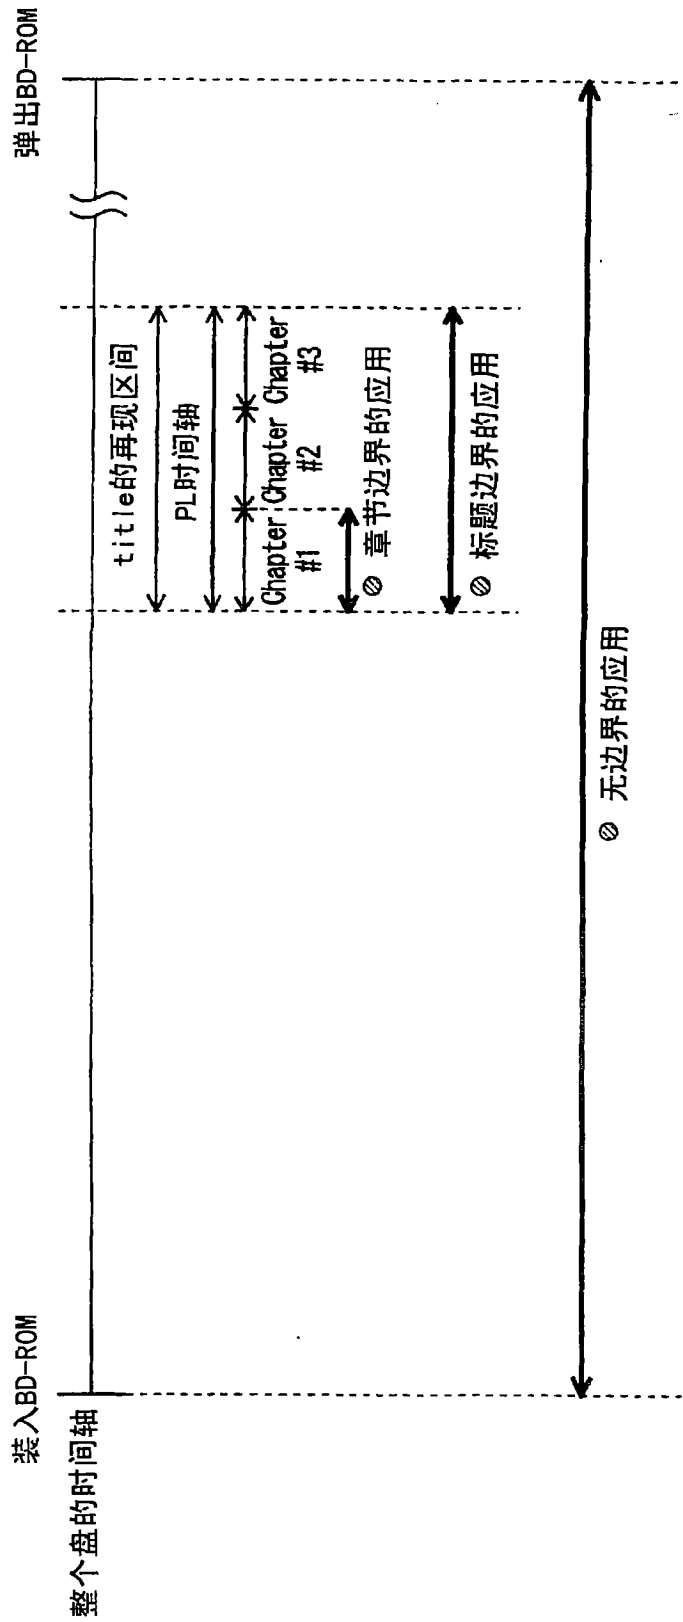 装入BD-ROM
弹出BD-ROM
整个盘的时间轴
title的再现区间
PL时间轴
Chapter
#1
Chapter
#2
Chapter
#3
章节边界的应用
标题边界的应用
无边界的应用